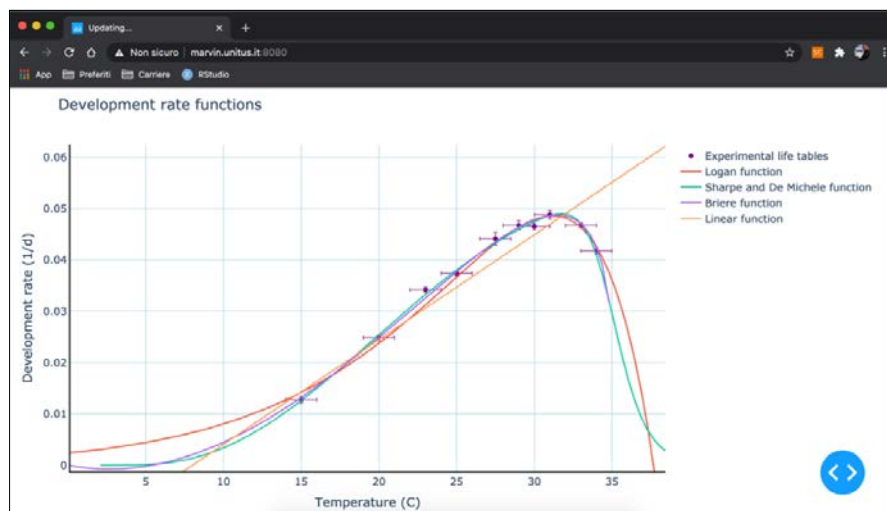 Updating...
Non sicuro | marvin.unitus.it:8080
App Preferiti Carriere RStudio
Development rate functions
Experimental life tables
Logan function
Sharpe and De Michele function
Briere function
Linear function
Development rate (1/d)
0.06
0.05
0.04
0.03
0.02
0.01
0
5 10 15 20 25 30 35
Temperature (C)